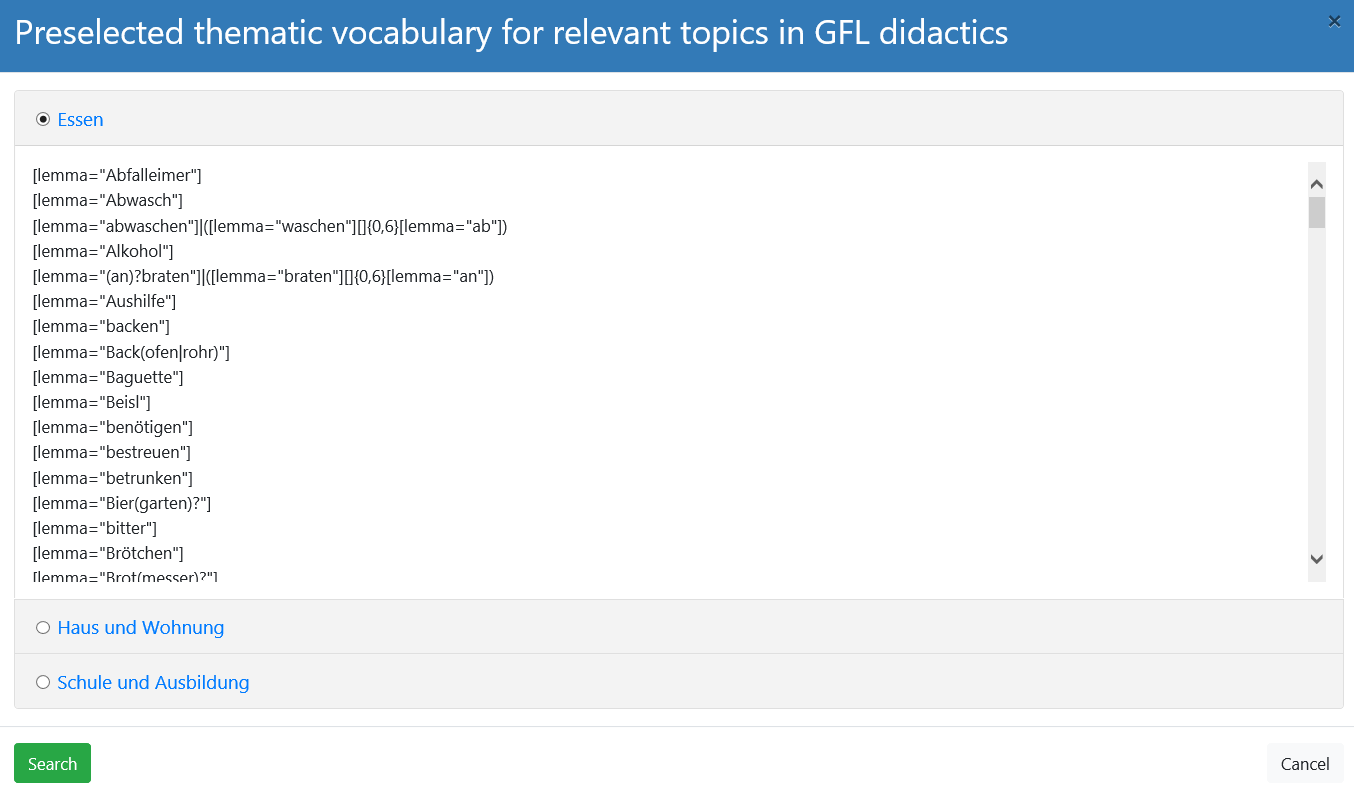 Preselected thematic vocabulary for relevant topics in GFL didactics
×
Essen
[lemma="Abfalleimer"]
[lemma="Abwasch"]
[lemma="abwaschen"]|([lemma="waschen"][]{0,6}[lemma="ab"])
[lemma="Alkohol"]
[lemma="(an)?braten"]|([lemma="braten"][]{0,6}[lemma="an"])
[lemma="Aushilfe"]
[lemma="backen"]
[lemma="Back(ofen|rohr)"]
[lemma="Baguette"]
[lemma="Beisl"]
[lemma="benötigen"]
[lemma="bestreuen"]
[lemma="betrunken"]
[lemma="Bier(garten)?"]
[lemma="bitter"]
[lemma="Brötchen"]
[lemma="Brot(messer)?"]
Haus und Wohnung
Schule und Ausbildung
Search
Cancel